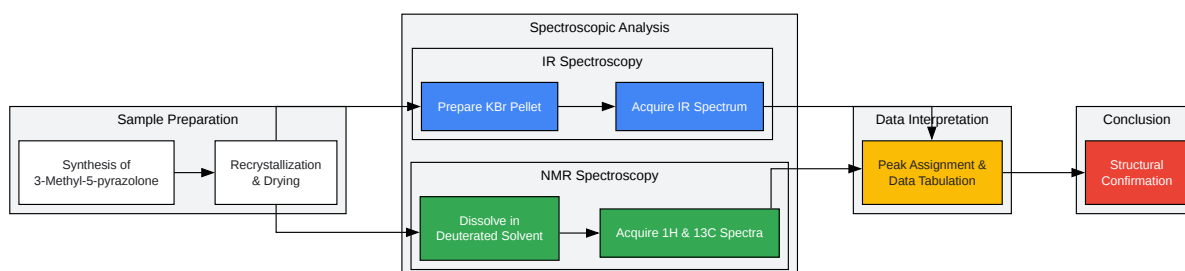 Spectroscopic Analysis
IR Spectroscopy
Prepare KBr Pellet
Acquire IR Spectrum
Sample Preparation
Synthesis of
3-Methyl-5-pyrazolone
Recrystallization
& Drying
NMR Spectroscopy
Dissolve in
Deuterated Solvent
Acquire 1H & 13C Spectra
Data Interpretation
Peak Assignment &
Data Tabulation
Conclusion
Structural
Confirmation